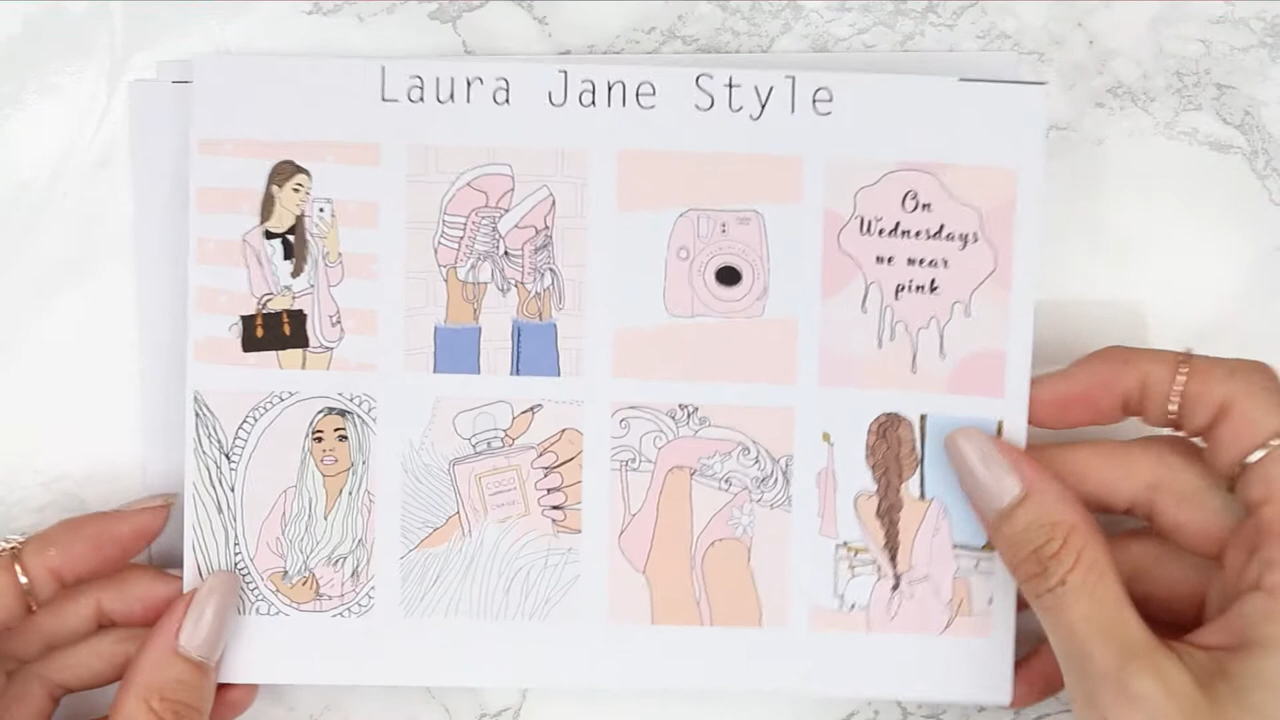 Laura Jane Style
On
Wednesdays
we wear
pink
COCO
CHANEL